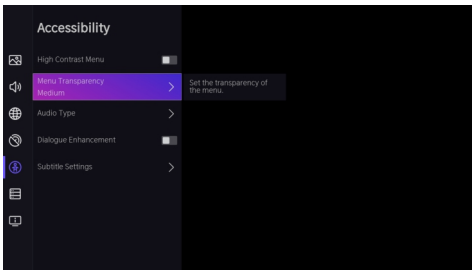 Accessibility
High Contrast Menu
Menu Transparency
Medium
Set the transparency of
the menu.
Audio Type
Dialogue Enhancement
Subtitle Settings